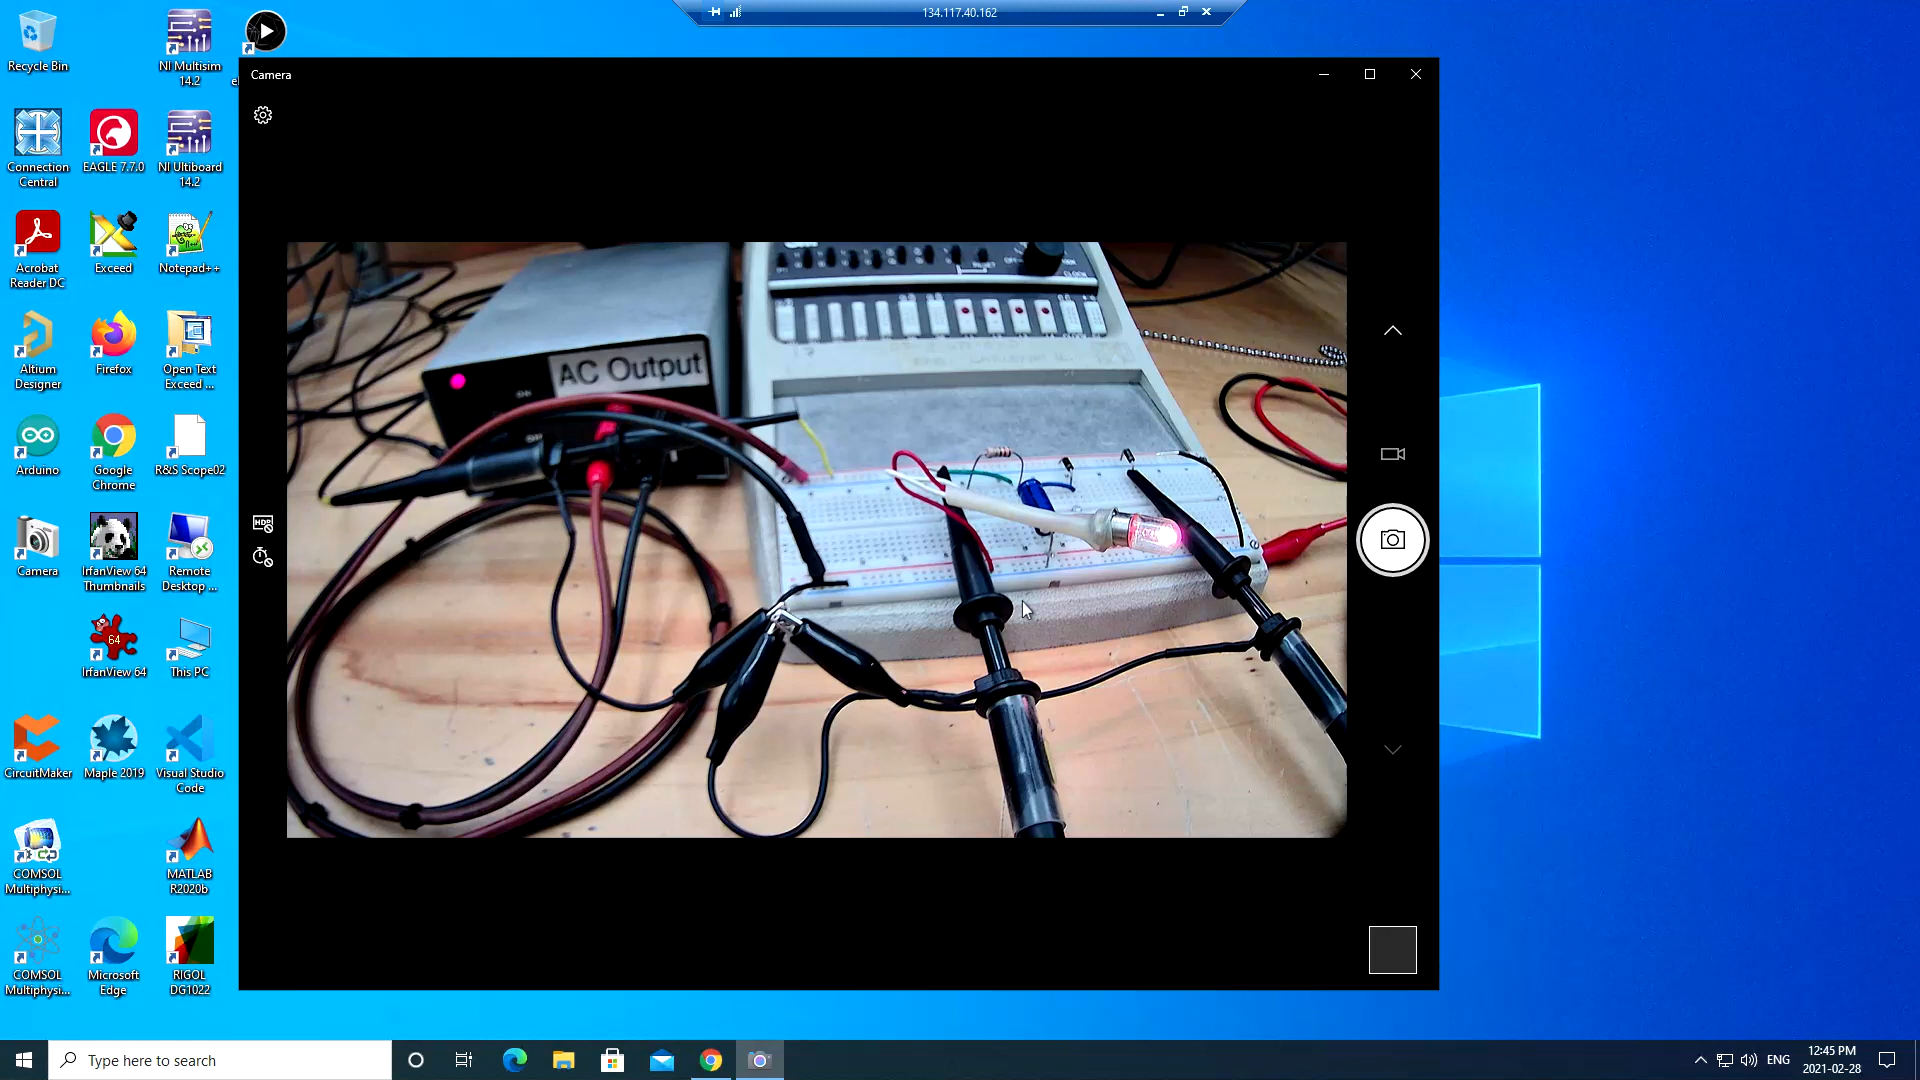 134.117.40.162
Recycle Bin
NI Multisim
14.2
Camera
Connection
Central
EAGLE 7.7.0
NI Ultiboard
14.2
Acrobat
Reader DC
Exceed
Notepad++
Altium
Designer
Firefox
Open Text
Exceed ...
AC Output
Arduino
Google
Chrome
R&S Scope02
HDR
Camera
IrfanView 64
Thumbnails
Remote
Desktop ...
64
IrfanView 64
This PC
CircuitMaker
Maple 2019
Visual Studio
Code
COMSOL
Multiphysi...
MATLAB
R2020b
COMSOL
Multiphysi...
Microsoft
Edge
RIGOL
DG1022
Type here to search
ENG
12:45 PM
2021-02-28